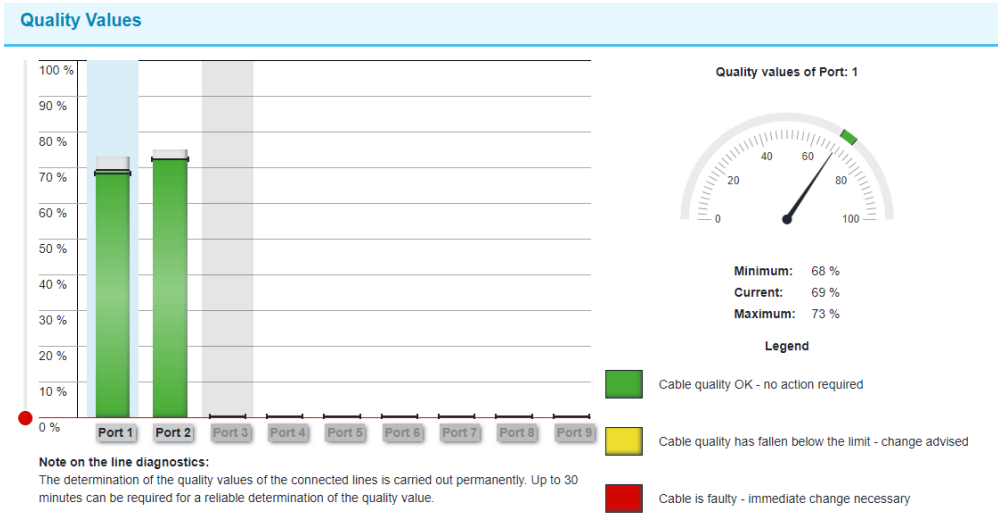 Quality Values
100 %
90 %
80 %
70 %
60 %
50 %
40 %
30 %
20 %
10 %
0 %
Port 1 Port 2 Port 3 Port 4 Port 5 Port 6 Port 7 Port 8 Port 9
Note on the line diagnostics:
The determination of the quality values of the connected lines is carried out permanently. Up to 30
minutes can be required for a reliable determination of the quality value.
Quality values of Port: 1
0 20 40 60 80 100
Minimum: 68 %
Current: 69 %
Maximum: 73 %
Legend
Cable quality OK - no action required
Cable quality has fallen below the limit - change advised
Cable is faulty - immediate change necessary